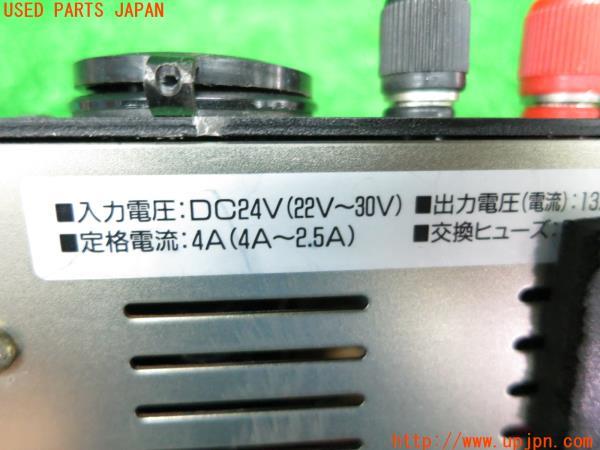 USED PARTS JAPAN
■入力電圧:DC24V(22V〜30V) ■出力電圧(電流):13
■定格電流:4A(4A〜2.5A) ■交換ヒューズ:
http://www.upjpn.com/